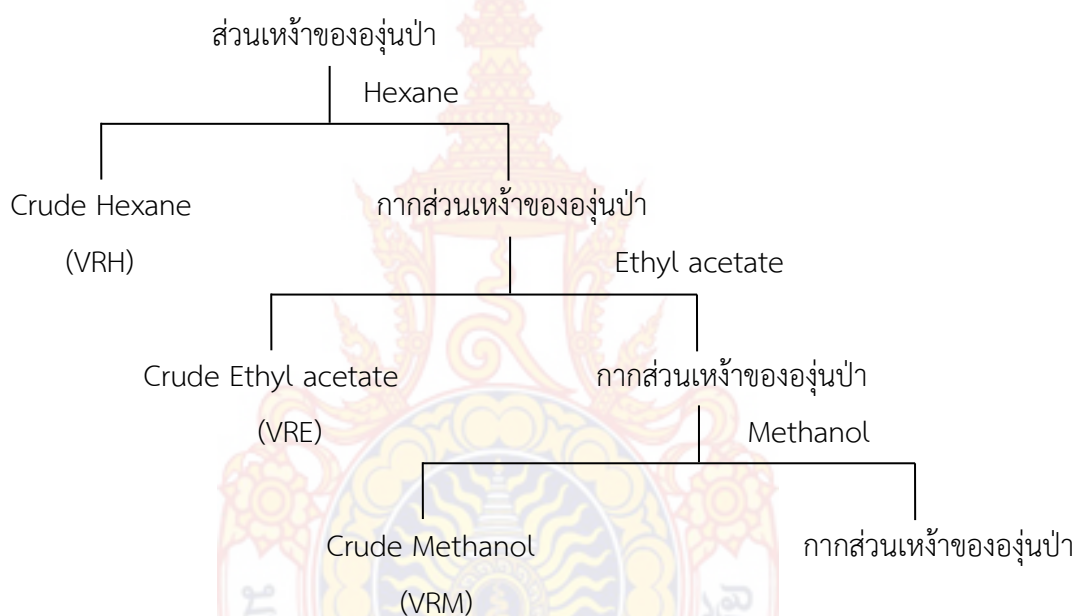 ส่วนเหง้าขององุ่นป่า
Hexane
Crude Hexane
(VRH)
กากส่วนเหง้าขององุ่นป่า
Ethyl acetate
Crude Ethyl acetate
(VRE)
กากส่วนเหง้าขององุ่นป่า
Methanol
Crude Methanol
(VRM)
กากส่วนเหง้าขององุ่นป่า